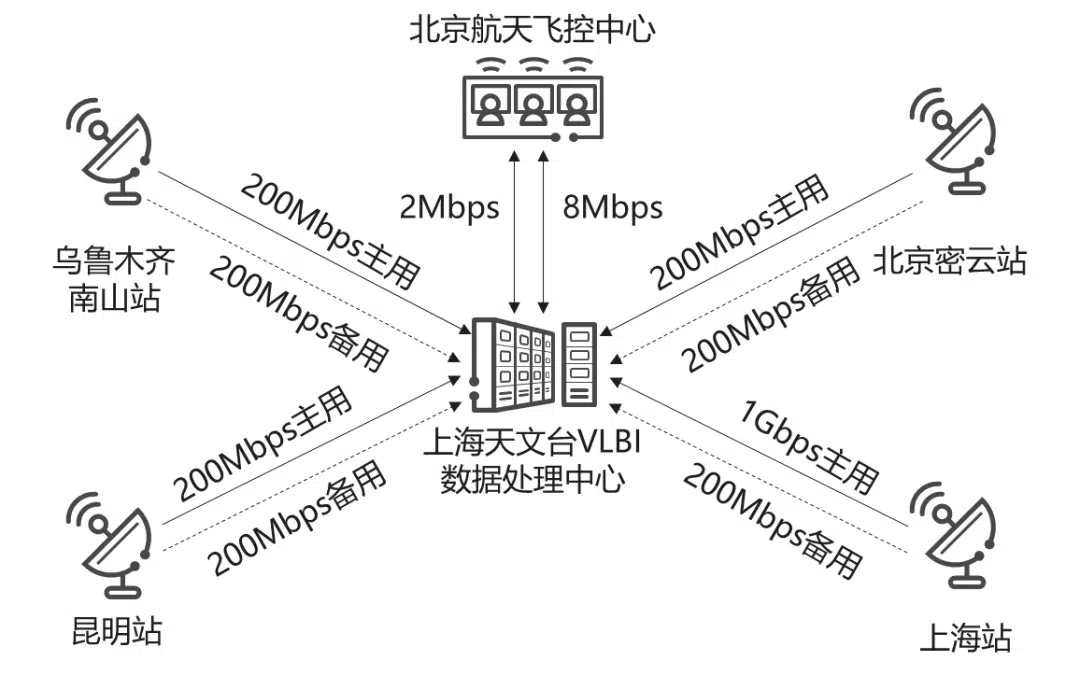 北京航天飞控中心
2Mbps
8Mbps
200Mbps主用
200Mbps备用
乌鲁木齐
南山站
200Mbps主用
200Mbps备用
北京密云站
上海天文台VLBI
数据处理中心
200Mbps主用
200Mbps备用
昆明站
1Gbps主用
200Mbps备用
上海站